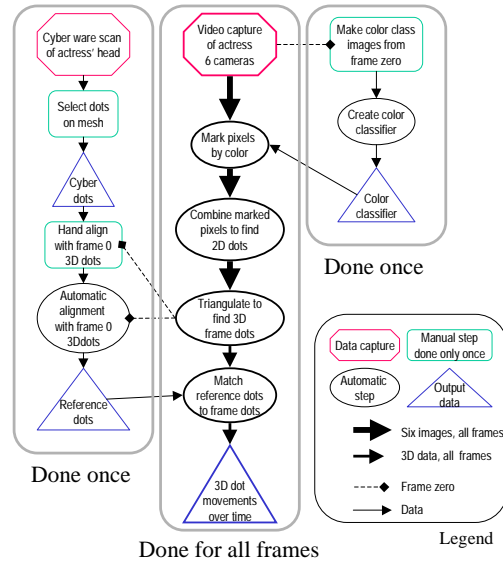 Cyber ware scan of
actress' head
Select dots
on mesh
Cyber
dots
Hand align
with frame 0
3D dots
Automatic
alignment
with frame 0
3Ddots
Reference
dots
Done once
Video capture
of actress
6 cameras
Mark pixels
by color
Combine marked
pixels to find
2D dots
Triangulate to
find 3D
frame dots
Match
reference dots
to frame dots
3D dot
movements
over time
Done for all frames
Make color class
images from
frame zero
Create color
classifier
Color
classifier
Done once
Data capture
Manual step
done only once
Automatic
step
Output
data
Six images, all frames
3D data, all frames
Frame zero
Data
Legend